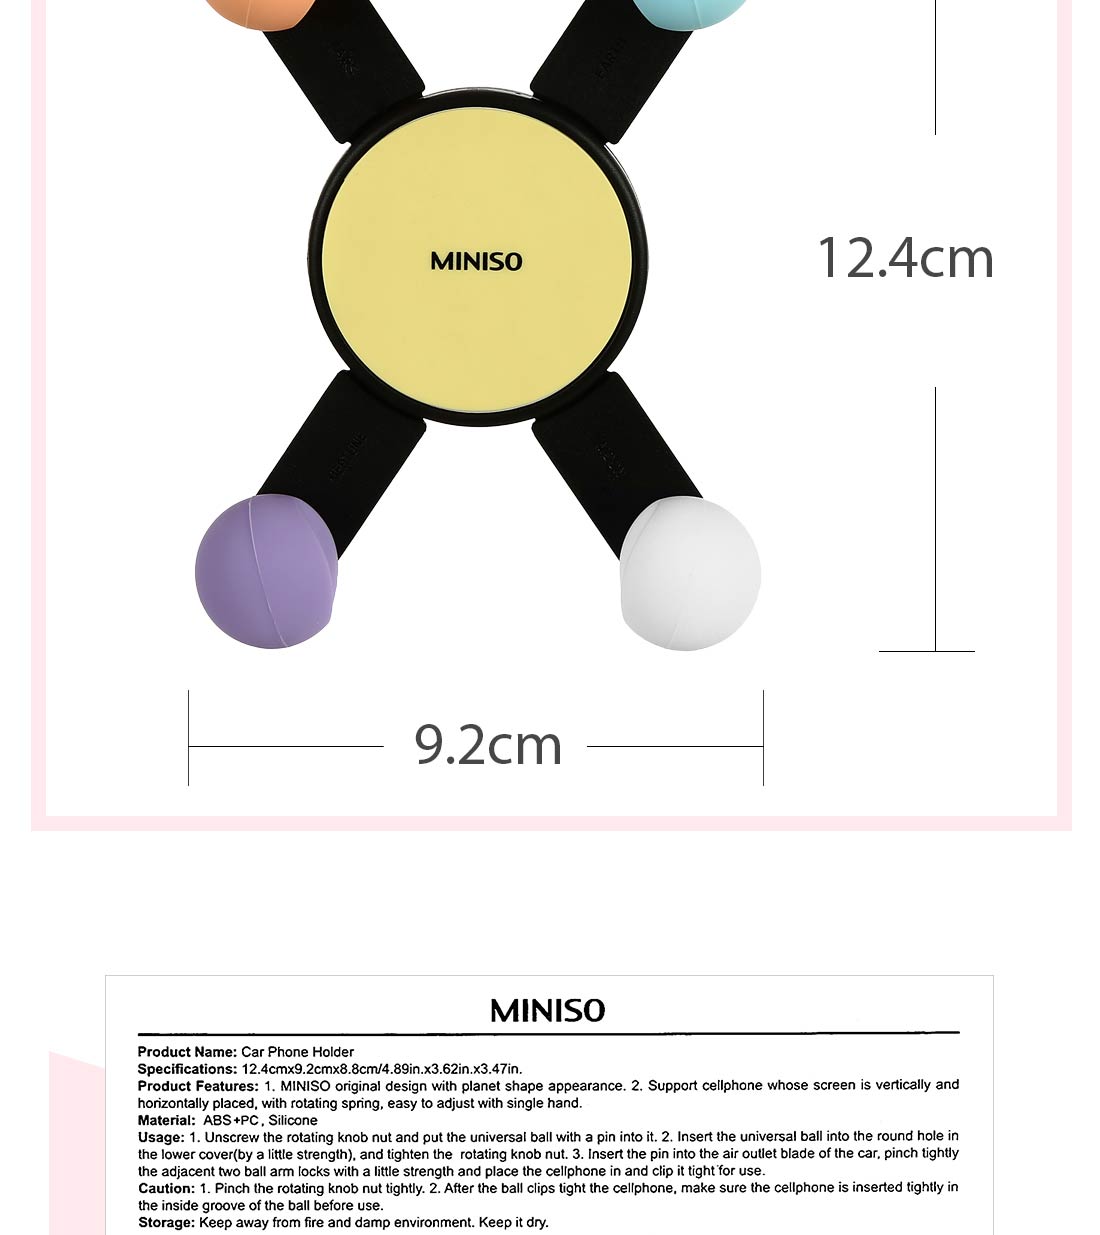 EARTH
MINISO
12.4cm
9.2cm
MINISO
Product Name: Car Phone Holder
Specifications: 12.4cmx9.2cmx8.8cm/4.89in.x3.62in.x3.47in.
Product Features: 1. MINISO original design with planet shape appearance. 2. Support cellphone whose screen is vertically and
horizontally placed, with rotating spring, easy to adjust with single hand.
Material: ABS+PC, Silicone
Usage: 1. Unscrew the rotating knob nut and put the universal ball with a pin into it. 2. Insert the universal ball into the round hole in
the lower cover(by a little strength), and tighten the rotating knob nut. 3. Insert the pin into the air outlet blade of the car, pinch tightly
the adjacent two ball arm locks with a little strength and place the cellphone in and clip it tight for use.
Caution: 1. Pinch the rotating knob nut tightly. 2. After the ball clips tight the cellphone, make sure the cellphone is inserted tightly in
the inside groove of the ball before use.
Storage: Keep away from fire and damp environment. Keep it dry.